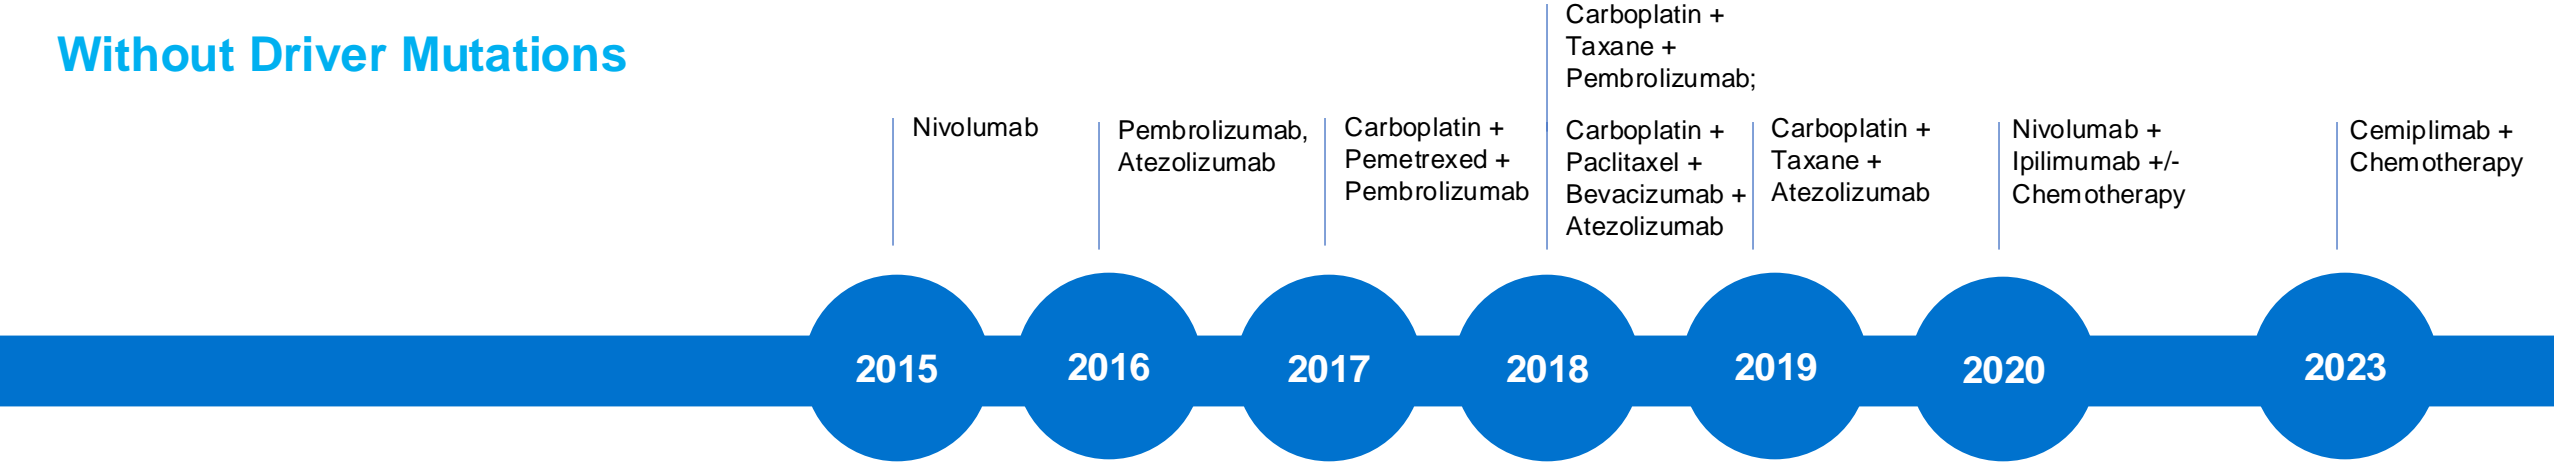 Without Driver Mutations
Nivolumab
Pembrolizumab,
Atezolizumab
Carboplatin +
Pemetrexed +
Pembrolizumab
Carboplatin +
Taxane +
Pembrolizumab;
Carboplatin +
Paclitaxel +
Bevacizumab +
Atezolizumab
Carboplatin +
Taxane +
Atezolizumab
Nivolumab +
Ipilimumab +/-
Chemotherapy
Cemiplimab +
Chemotherapy
2015
2016
2017
2018
2019
2020
2023